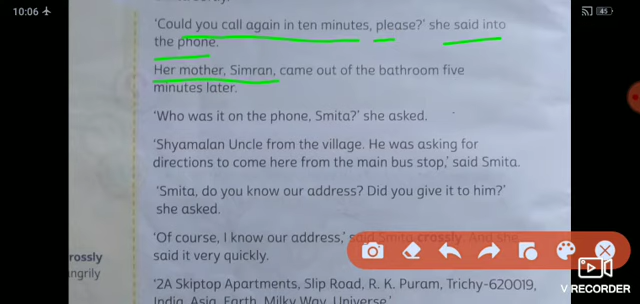 10:06
45
'Could you call again in ten minutes, please?' she said into
the phone.
Her mother, Simran, came out of the bathroom five
minutes later.
'Who was it on the phone, Smita?' she asked.
'Shyamalan Uncle from the village. He was asking for
directions to come here from the main bus stop,' said Smita.
'Smita, do you know our address? Did you give it to him?'
she asked.
'Of course, I know our address,' said Smita crossly. And she
said it very quickly.
rossly
ngrily
'2A Skiptop Apartments, Slip Road, R. K. Puram, Trichy-620019,
India, Asia, Earth, Milky Way, Universe.'
V RECORDER